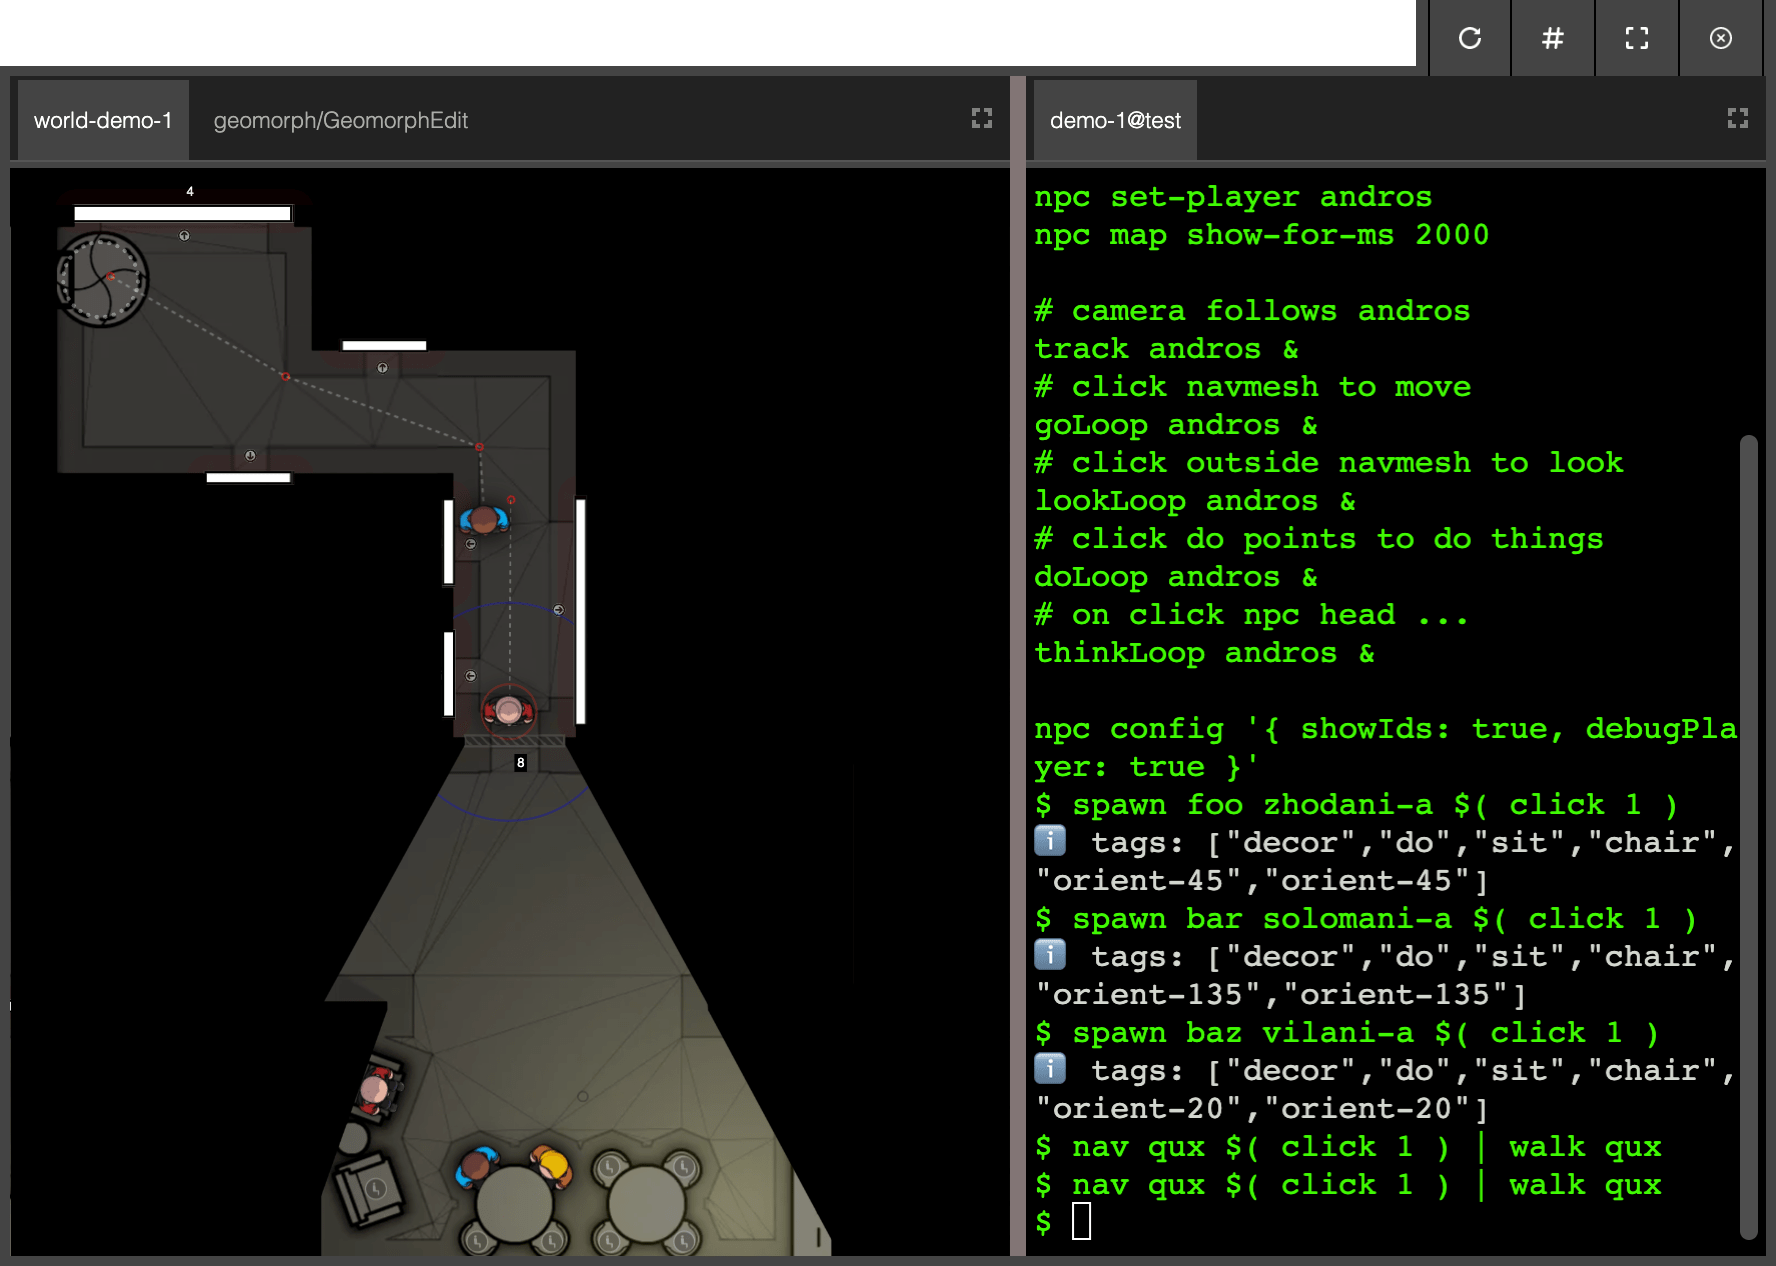 world-demo-1
geomorph/GeomorphEdit
demo-1@test
4
8
npc set-player andros
npc map show-for-ms 2000
# camera follows andros
track andros &
# click navmesh to move
goLoop andros &
# click outside navmesh to look
lookLoop andros &
# click do points to do things
doLoop andros &
# on click npc head ...
thinkLoop andros &
npc config '{ showIds: true, debugPla
yer: true }'
$ spawn foo zhodani-a $( click 1 )
ℹ️ tags: ["decor","do","sit","chair",
"orient-45","orient-45"]
$ spawn bar solomani-a $( click 1 )
ℹ️ tags: ["decor","do","sit","chair",
"orient-135","orient-135"]
$ spawn baz vilani-a $( click 1 )
ℹ️ tags: ["decor","do","sit","chair",
"orient-20","orient-20"]
$ nav qux $( click 1 ) | walk qux
$ nav qux $( click 1 ) | walk qux
$